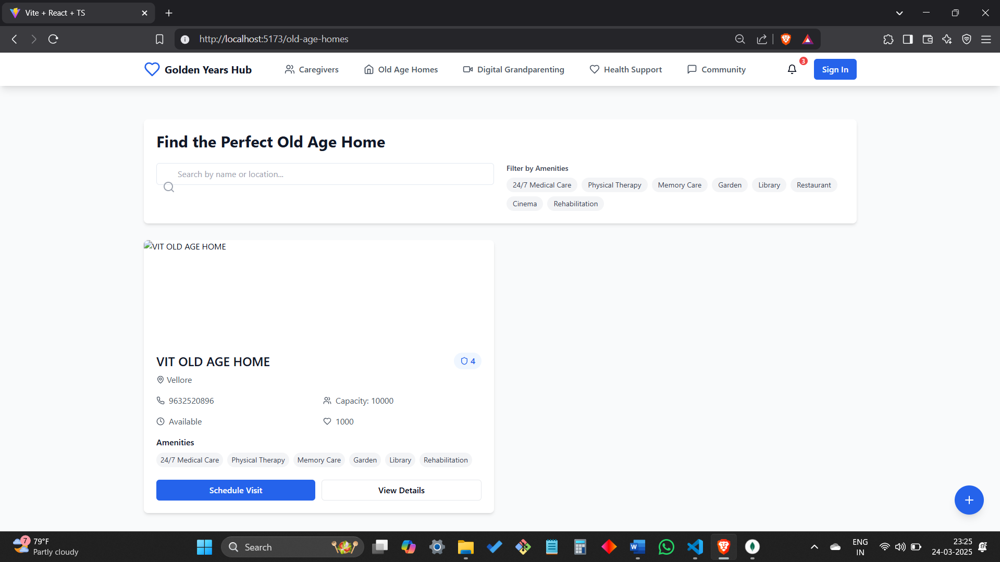 Vite + React + TS
http://localhost:5173/old-age-homes
Golden Years Hub
Caregivers
Old Age Homes
Digital Grandparenting
Health Support
Community
3
Sign In
Find the Perfect Old Age Home
Search by name or location...
Filter by Amenities
24/7 Medical Care
Physical Therapy
Memory Care
Garden
Library
Restaurant
Cinema
Rehabilitation
VIT OLD AGE HOME
VIT OLD AGE HOME
4
Vellore
9632520896
Capacity: 10000
Available
1000
Amenities
24/7 Medical Care
Physical Therapy
Memory Care
Garden
Library
Rehabilitation
Schedule Visit
View Details
7
79°F
Partly cloudy
Search
ENG
IN
23:25
24-03-2025